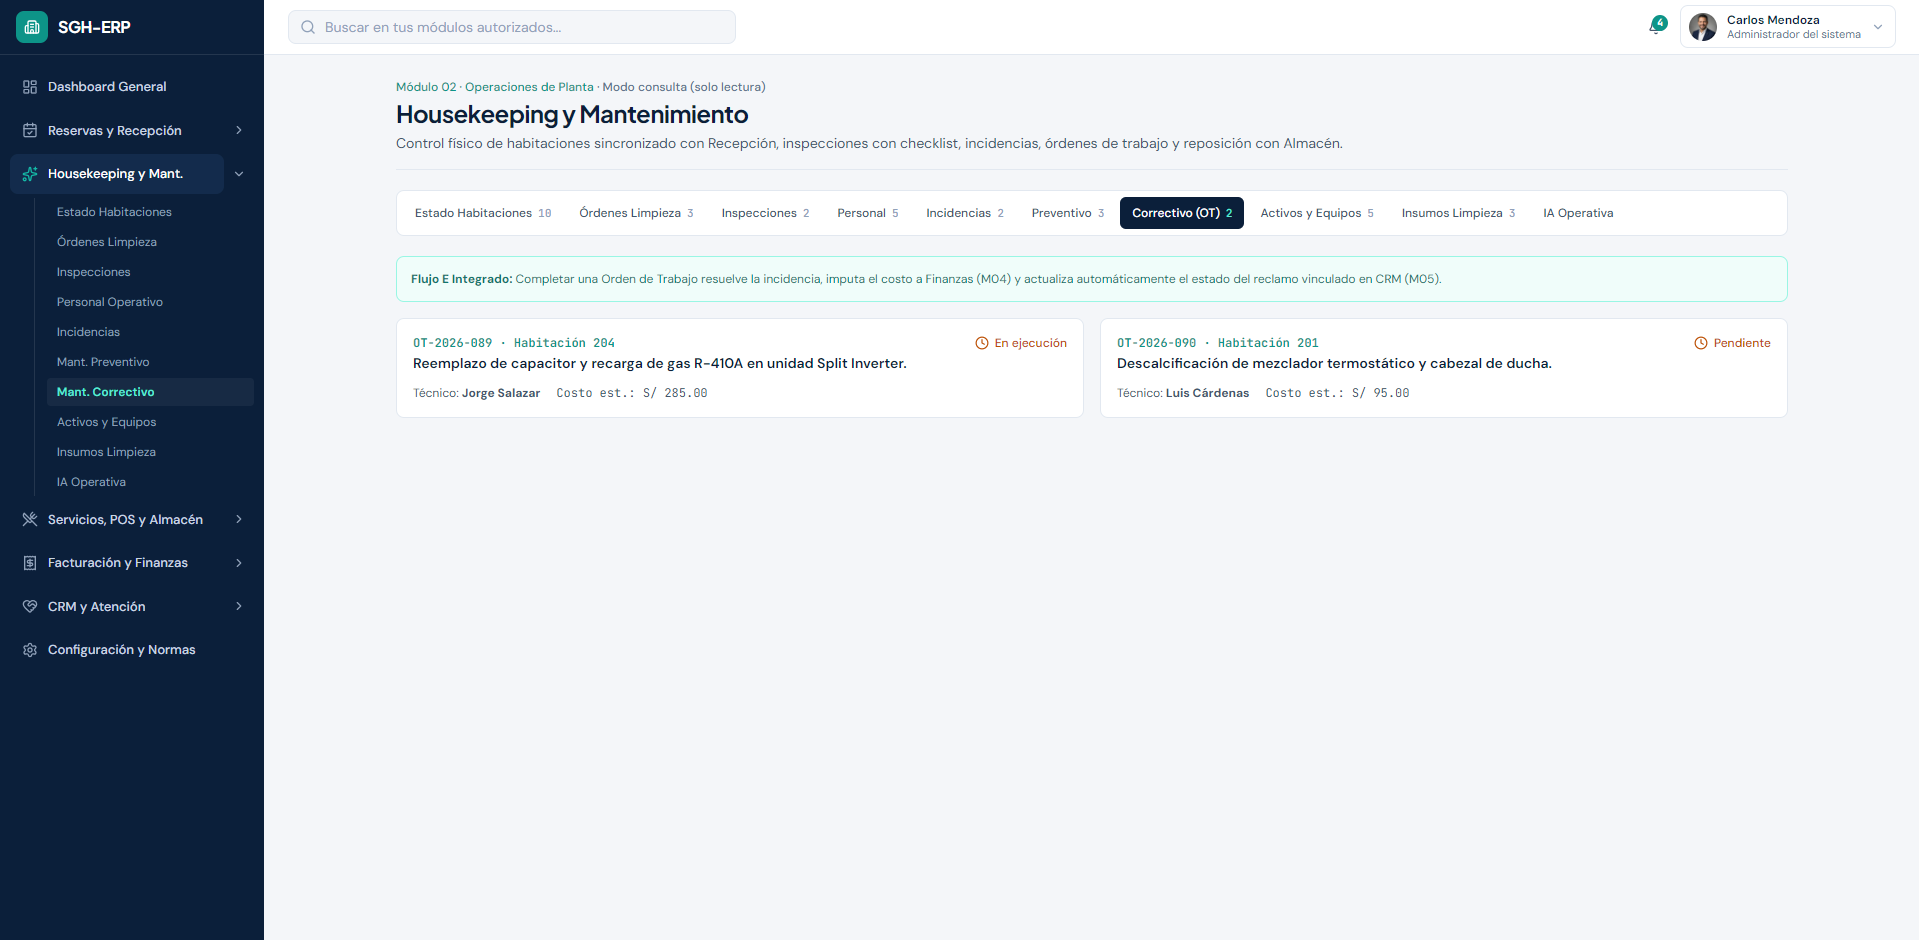 SGH-ERP
Buscar en tus módulos autorizados...
4
Carlos Mendoza
Administrador del sistema
Dashboard General
Reservas y Recepción
Housekeeping y Mant.
Estado Habitaciones
Órdenes Limpieza
Inspecciones
Personal Operativo
Incidencias
Mant. Preventivo
Mant. Correctivo
Activos y Equipos
Insumos Limpieza
IA Operativa
Servicios, POS y Almacén
Facturación y Finanzas
CRM y Atención
Configuración y Normas
Módulo 02 · Operaciones de Planta · Modo consulta (solo lectura)
Housekeeping y Mantenimiento
Control físico de habitaciones sincronizado con Recepción, inspecciones con checklist, incidencias, órdenes de trabajo y reposición con Almacén.
Estado Habitaciones 10 Órdenes Limpieza 3 Inspecciones 2 Personal 5 Incidencias 2 Preventivo 3 Correctivo (OT) 2 Activos y Equipos 5 Insumos Limpieza 3 IA Operativa
Flujo E Integrado: Completar una Orden de Trabajo resuelve la incidencia, imputa el costo a Finanzas (M04) y actualiza automáticamente el estado del reclamo vinculado en CRM (M05).
OT-2026-089 · Habitación 204 En ejecución
Reemplazo de capacitor y recarga de gas R-410A en unidad Split Inverter.
Técnico: Jorge Salazar Costo est.: S/ 285.00
OT-2026-090 · Habitación 201 Pendiente
Descalcificación de mezclador termostático y cabezal de ducha.
Técnico: Luis Cárdenas Costo est.: S/ 95.00